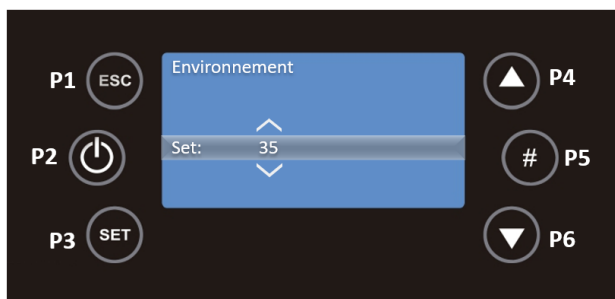 P1 ESC
Environnement
P4
P2
Set: 35
# P5
P3 SET
P6